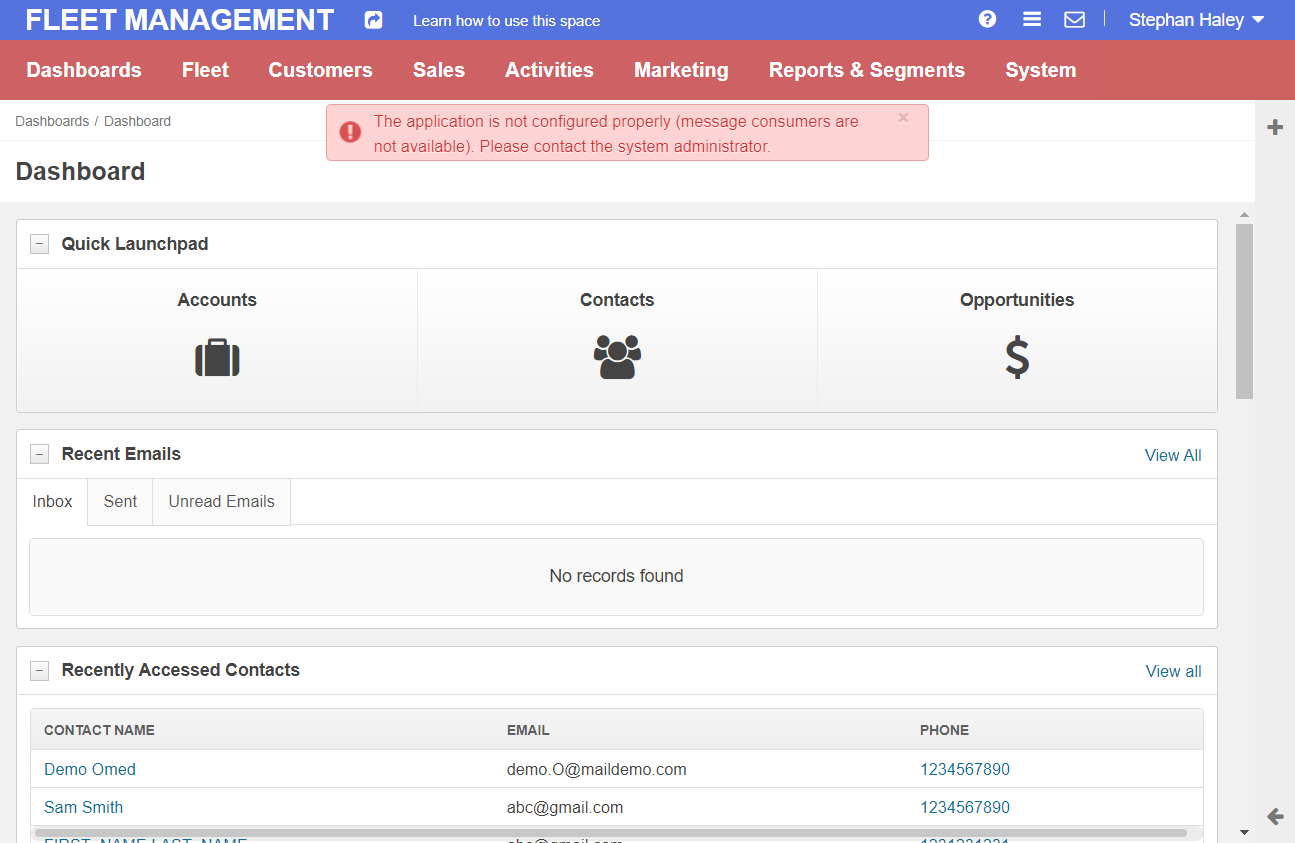 FLEET MANAGEMENT
Learn how to use this space
Stephan Haley
Dashboards Fleet Customers Sales Activities Marketing Reports & Segments System
Dashboards / Dashboard
The application is not configured properly (message consumers are
not available). Please contact the system administrator.
Dashboard
Quick Launchpad
Accounts Contacts Opportunities
Recent Emails View All
Inbox Sent Unread Emails
No records found
Recently Accessed Contacts View all
CONTACT NAME EMAIL PHONE
Demo Omed demo.O@maildemo.com 1234567890
Sam Smith abc@gmail.com 1234567890